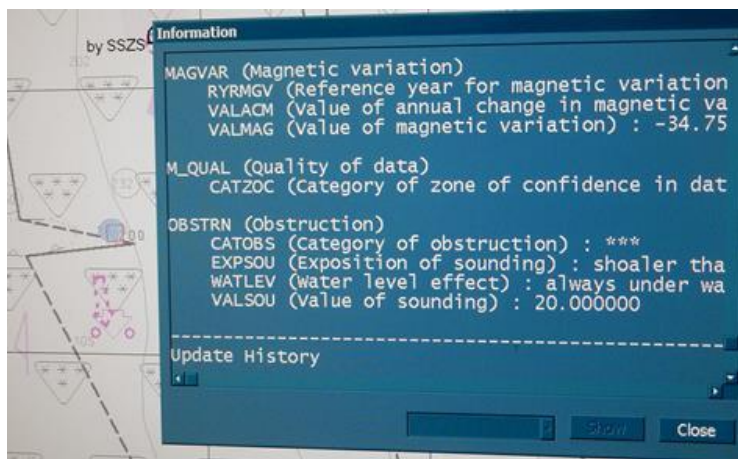 by SSZS
Information
MAGVAR (Magnetic variation)
RYRMGV (Reference year for magnetic variation
VALACM (Value of annual change in magnetic va
VALMAG (Value of magnetic variation) : -34.75
M_QUAL (Quality of data)
CATZOC (Category of zone of confidence in dat
OBSTRN (Obstruction)
CATOBS (Category of obstruction) : ***
EXPSOU (Exposition of sounding) : shoaler tha
WATLEV (Water level effect) : always under wa
VALSOU (Value of sounding) : 20.000000
Update History
Show
Close
202
232
105